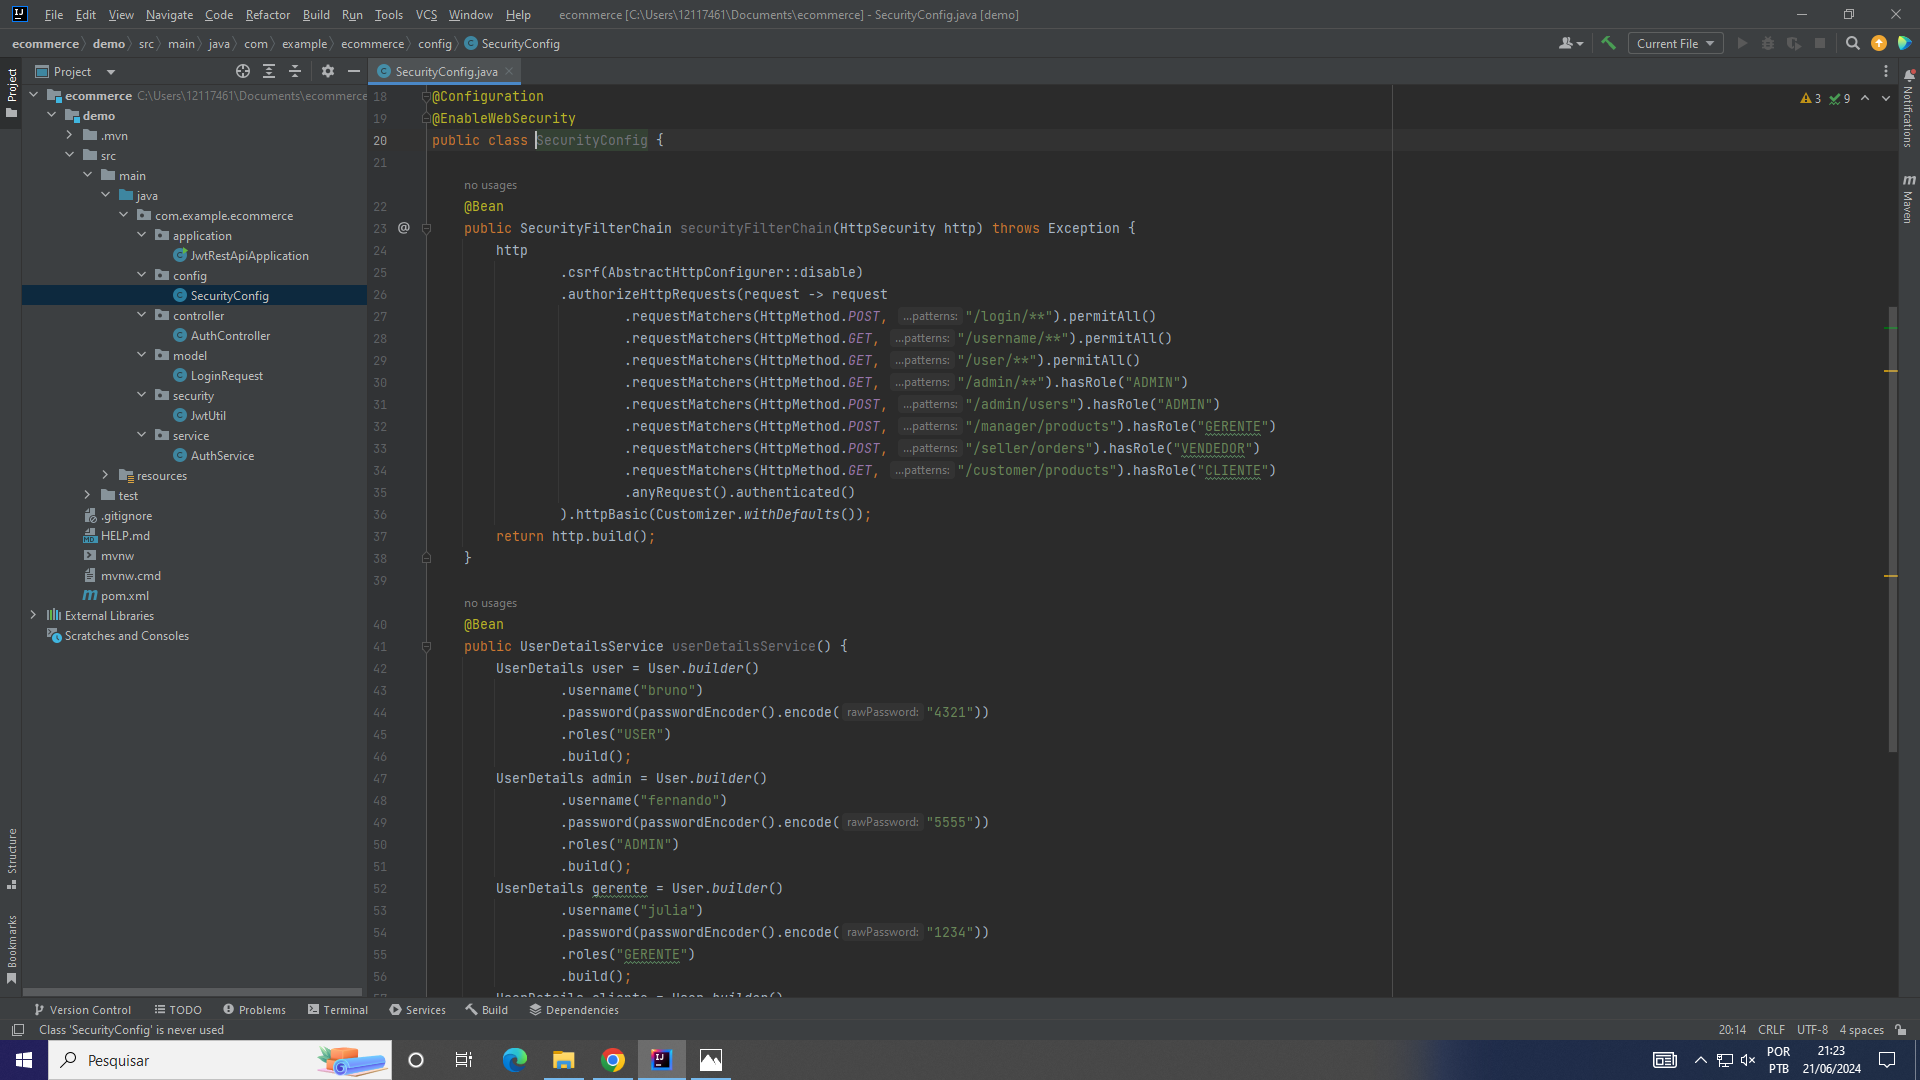 File Edit View Navigate Code Refactor Build Run Tools VCS Window Help ecommerce [C:\Users\12117461\Documents\ecommerce] - SecurityConfig.java [demo]
ecommerce demo src main java com example ecommerce config SecurityConfig
Current File
Project
SecurityConfig.java
Project
ecommerce C:\Users\12117461\Documents\ecommerce
demo
.mvn
src
main
java
com.example.ecommerce
application
JwtRestApiApplication
config
SecurityConfig
controller
AuthController
model
LoginRequest
security
JwtUtil
service
AuthService
resources
test
.gitignore
HELP.md
mvnw
mvnw.cmd
pom.xml
External Libraries
Scratches and Consoles
Structure
Bookmarks
3 9
18 @Configuration
19 @EnableWebSecurity
20 public class SecurityConfig {
21
no usages
22 @Bean
23 public SecurityFilterChain securityFilterChain(HttpSecurity http) throws Exception {
24 http
25 .csrf(AbstractHttpConfigurer::disable)
26 .authorizeHttpRequests(request -> request
27 .requestMatchers(HttpMethod.POST, ...patterns: "/login/**").permitAll()
28 .requestMatchers(HttpMethod.GET, ...patterns: "/username/**").permitAll()
29 .requestMatchers(HttpMethod.GET, ...patterns: "/user/**").permitAll()
30 .requestMatchers(HttpMethod.GET, ...patterns: "/admin/**").hasRole("ADMIN")
31 .requestMatchers(HttpMethod.POST, ...patterns: "/admin/users").hasRole("ADMIN")
32 .requestMatchers(HttpMethod.POST, ...patterns: "/manager/products").hasRole("GERENTE")
33 .requestMatchers(HttpMethod.POST, ...patterns: "/seller/orders").hasRole("VENDEDOR")
34 .requestMatchers(HttpMethod.GET, ...patterns: "/customer/products").hasRole("CLIENTE")
35 .anyRequest().authenticated()
36 ).httpBasic(Customizer.withDefaults());
37 return http.build();
38 }
39
no usages
40 @Bean
41 public UserDetailsService userDetailsService() {
42 UserDetails user = User.builder()
43 .username("bruno")
44 .password(passwordEncoder().encode( rawPassword: "4321"))
45 .roles("USER")
46 .build();
47 UserDetails admin = User.builder()
48 .username("fernando")
49 .password(passwordEncoder().encode( rawPassword: "5555"))
50 .roles("ADMIN")
51 .build();
52 UserDetails gerente = User.builder()
53 .username("julia")
54 .password(passwordEncoder().encode( rawPassword: "1234"))
55 .roles("GERENTE")
56 .build();
57 UserDetails cliente = User.builder()
Notifications
Maven
Version Control TODO Problems Terminal Services Build Dependencies
Class 'SecurityConfig' is never used
20:14 CRLF UTF-8 4 spaces
Pesquisar
POR
PTB
21:23
21/06/2024